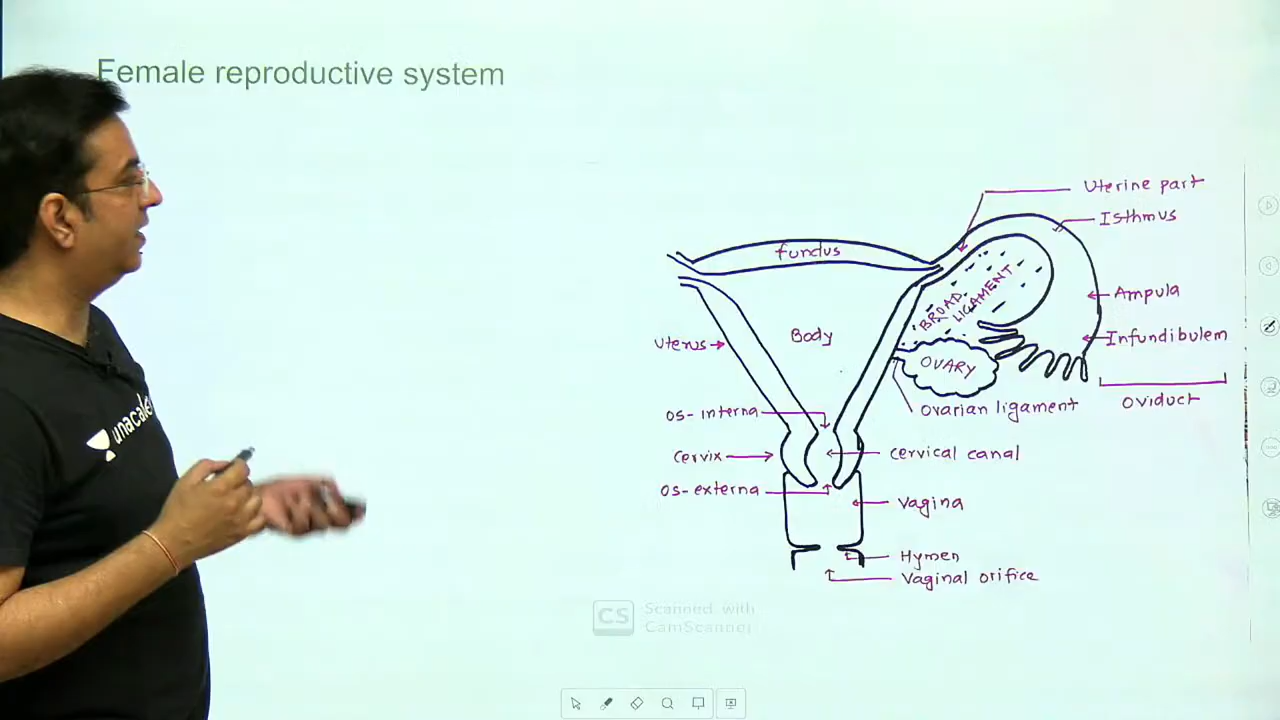 Female reproductive system
Uterine part
Isthmus
fundus
BROAD
LIGAMENT
Ampula
Infundibulem
Uterus
Body
OVARY
Oviduct
Ovarian ligament
os-interna
Cervix
cervical canal
os-externa
Vagina
Hymen
Vaginal orifice
CS
Scanned with
CamScanner